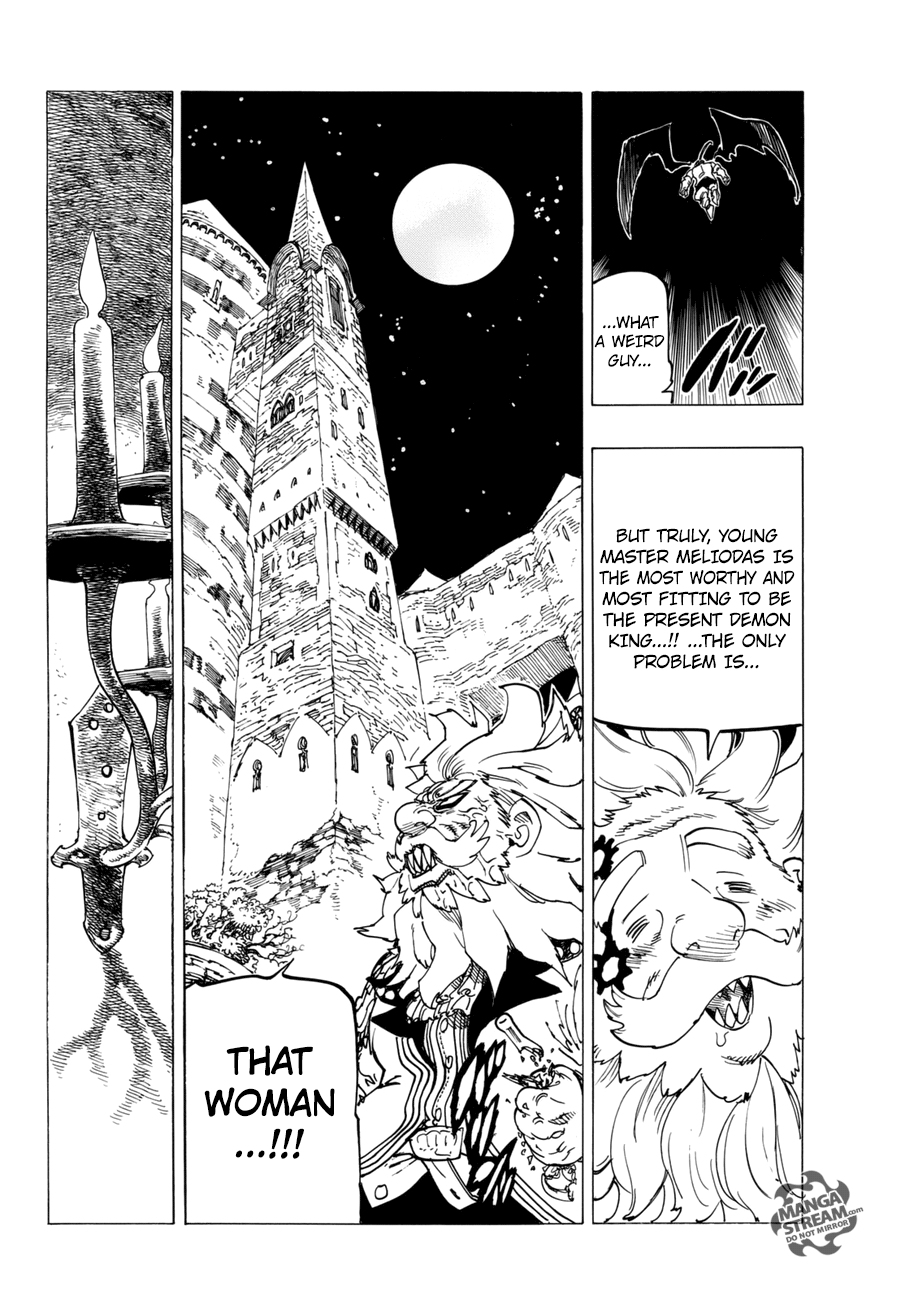 ...WHAT
A WEIRD
GUY...
BUT TRULY, YOUNG
MASTER MELIODAS IS
THE MOST WORTHY AND
MOST FITTING TO BE
THE PRESENT DEMON
KING...!! ...THE ONLY
PROBLEM IS...
THAT
WOMAN
...!!!
MANGA
STREAM.com
DO NOT MIRROR